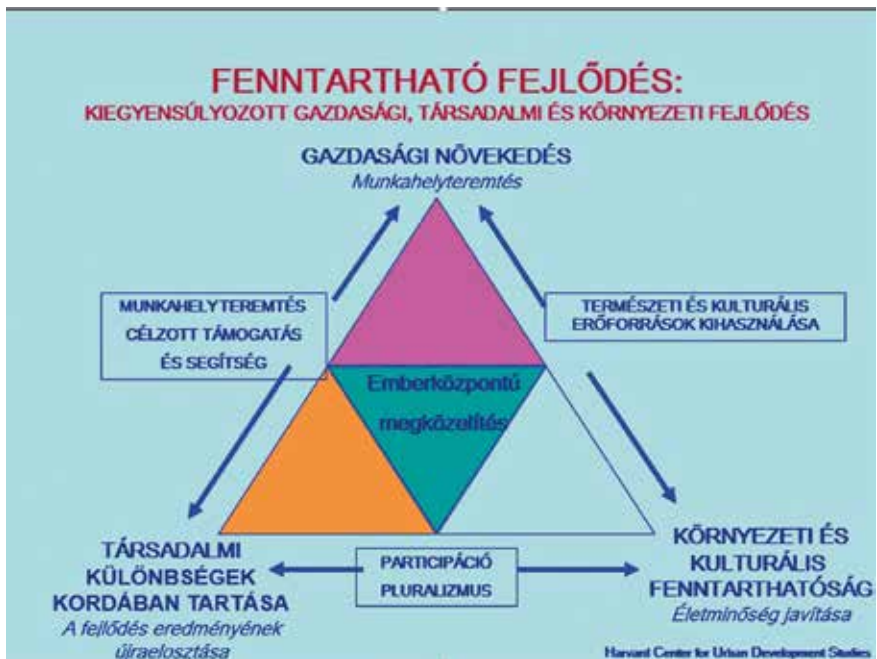 FENNTARTHATÓ FEJLŐDÉS:
KIEGYENSÚLYOZOTT GAZDASÁGI, TÁRSADALMI ÉS KÖRNYEZETI FEJLŐDÉS
GAZDASÁGI NÖVEKEDÉS
Munkahelyteremtés
MUNKAHELYTEREMTÉS
CÉLZOTT TÁMOGATÁS
ÉS SEGÍTSÉG
TERMÉSZETI ÉS KULTURÁLIS
ERŐFORRÁSOK KIHASZNÁLÁSA
Emberközpontú
megközelítés
TÁRSADALMI
KÜLÖNBSÉGEK
KORDÁBAN TARTÁSA
A fejlődés eredményének
újraelosztása
PARTICIPÁCIÓ
PLURALIZMUS
KÖRNYEZETI ÉS
KULTURÁLIS
FENNTARTHATÓSÁG
Életminőség javítása
Harvard Center for Urban Development Studies